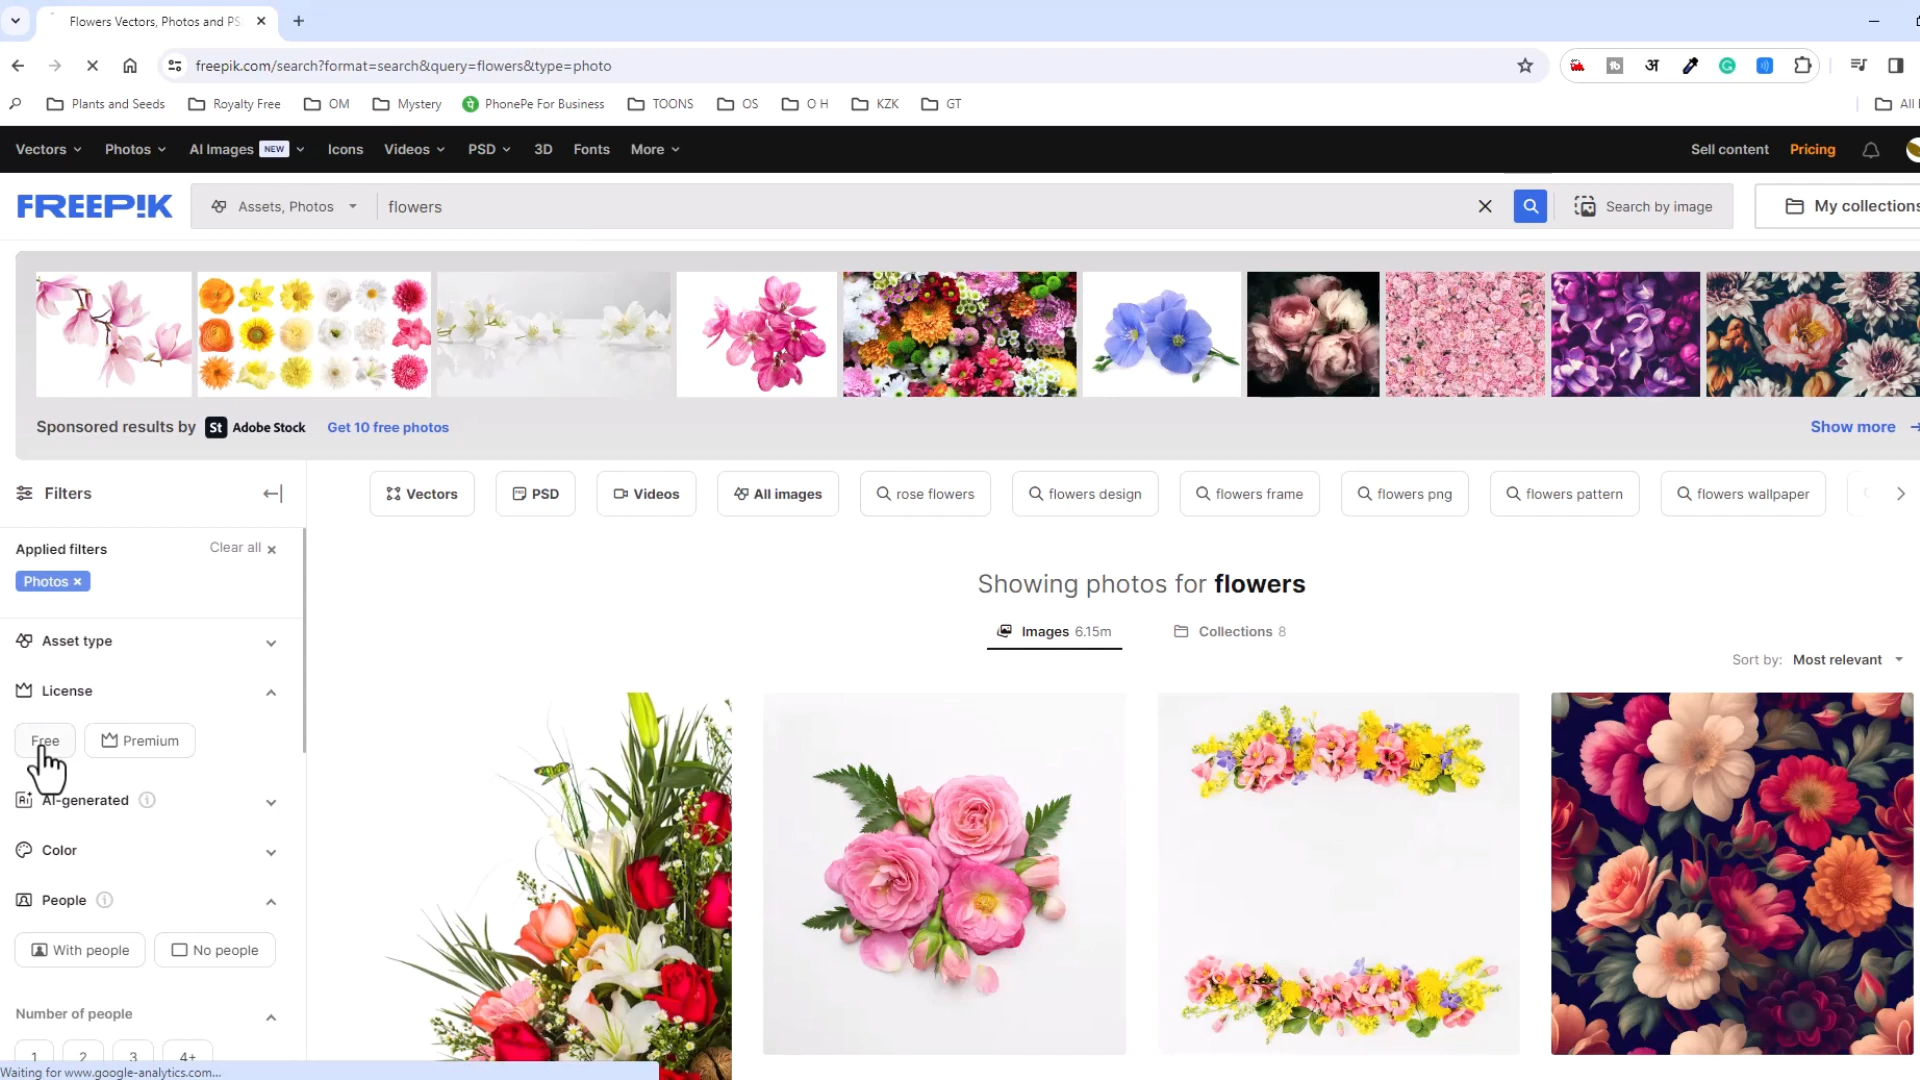 Flowers Vectors, Photos and PS
freepik.com/search?format=search&query=flowers&type=photo
Plants and Seeds Royalty Free OM Mystery PhonePe For Business TOONS OS O H KZK GT All
Vectors Photos AI Images NEW Icons Videos PSD 3D Fonts More Sell content Pricing
FREEP!K Assets, Photos flowers Search by image My collections
Sponsored results by St Adobe Stock Get 10 free photos Show more
Filters Vectors PSD Videos All images rose flowers flowers design flowers frame flowers png flowers pattern flowers wallpaper
Applied filters Clear all
Photos
Showing photos for flowers
Images 6.15m Collections 8
Asset type
Sort by: Most relevant
License
Free Premium
AI-generated
Color
People
With people No people
Number of people
1 2 3 4+
Waiting for www.google-analytics.com...